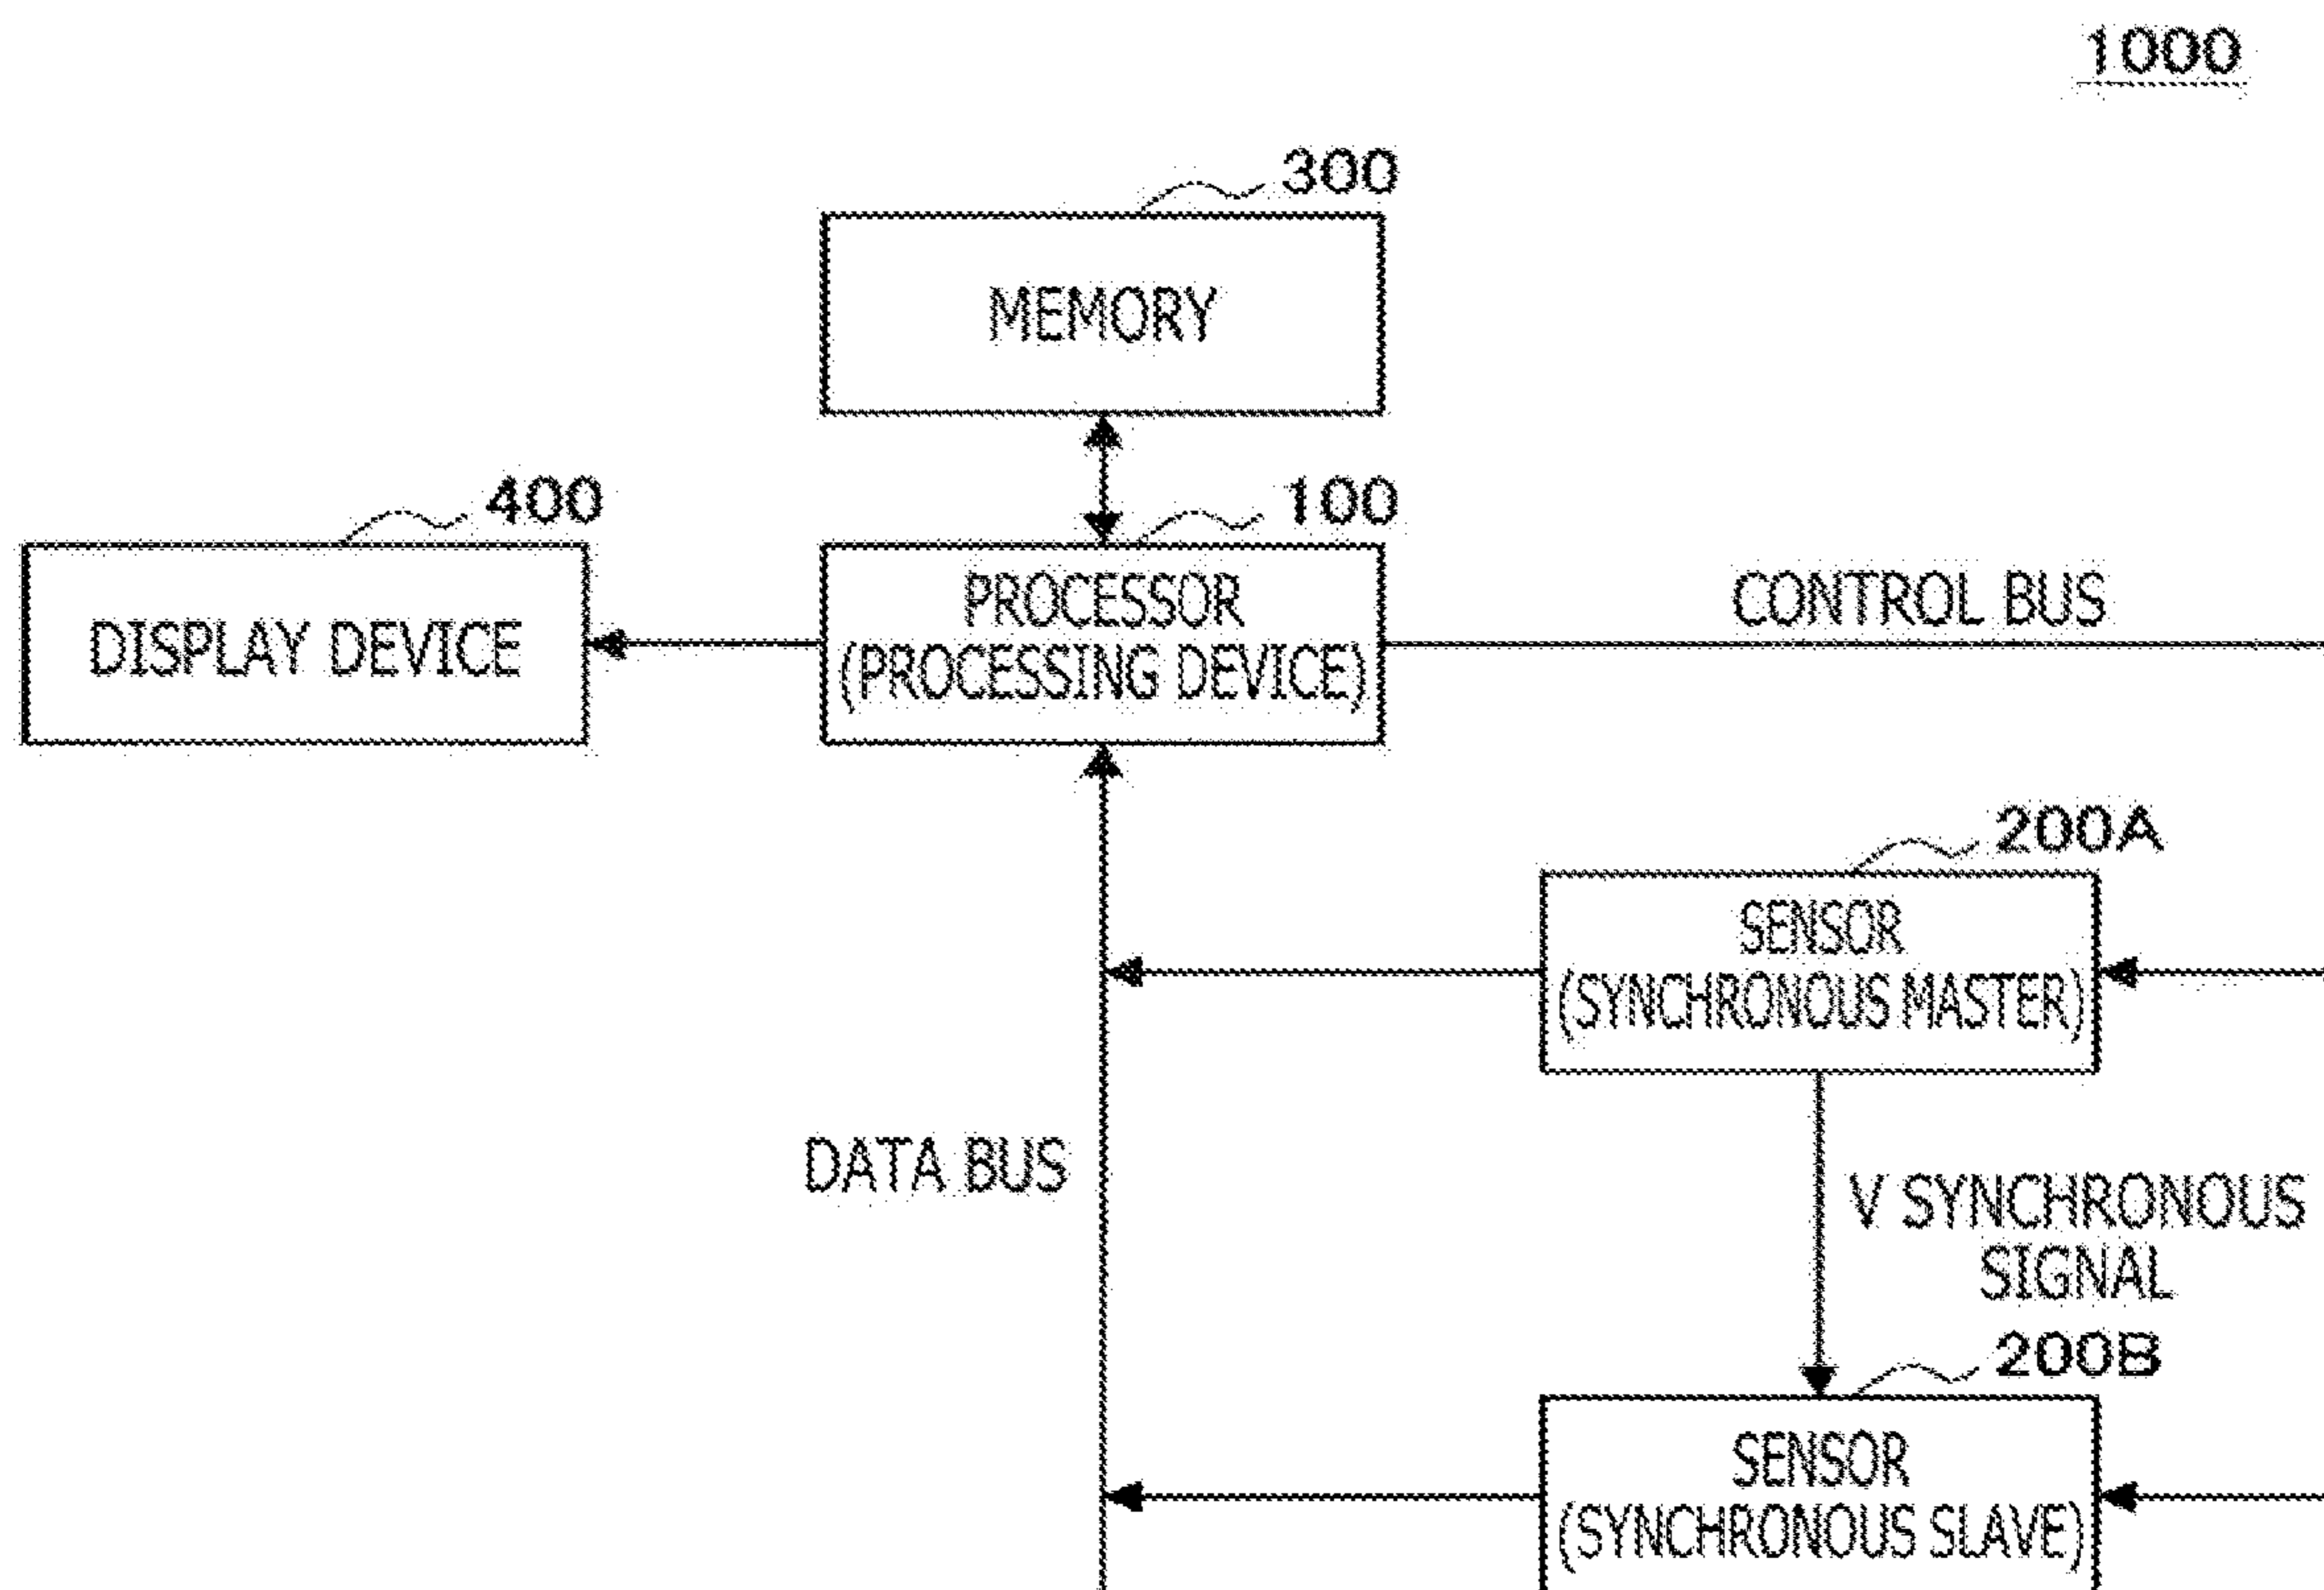 1000
300
MEMORY
400
100
DISPLAY DEVICE
PROCESSOR
(PROCESSING DEVICE)
CONTROL BUS
200A
SENSOR
(SYNCHRONOUS MASTER)
DATA BUS
V SYNCHRONOUS
SIGNAL
200B
SENSOR
(SYNCHRONOUS SLAVE)